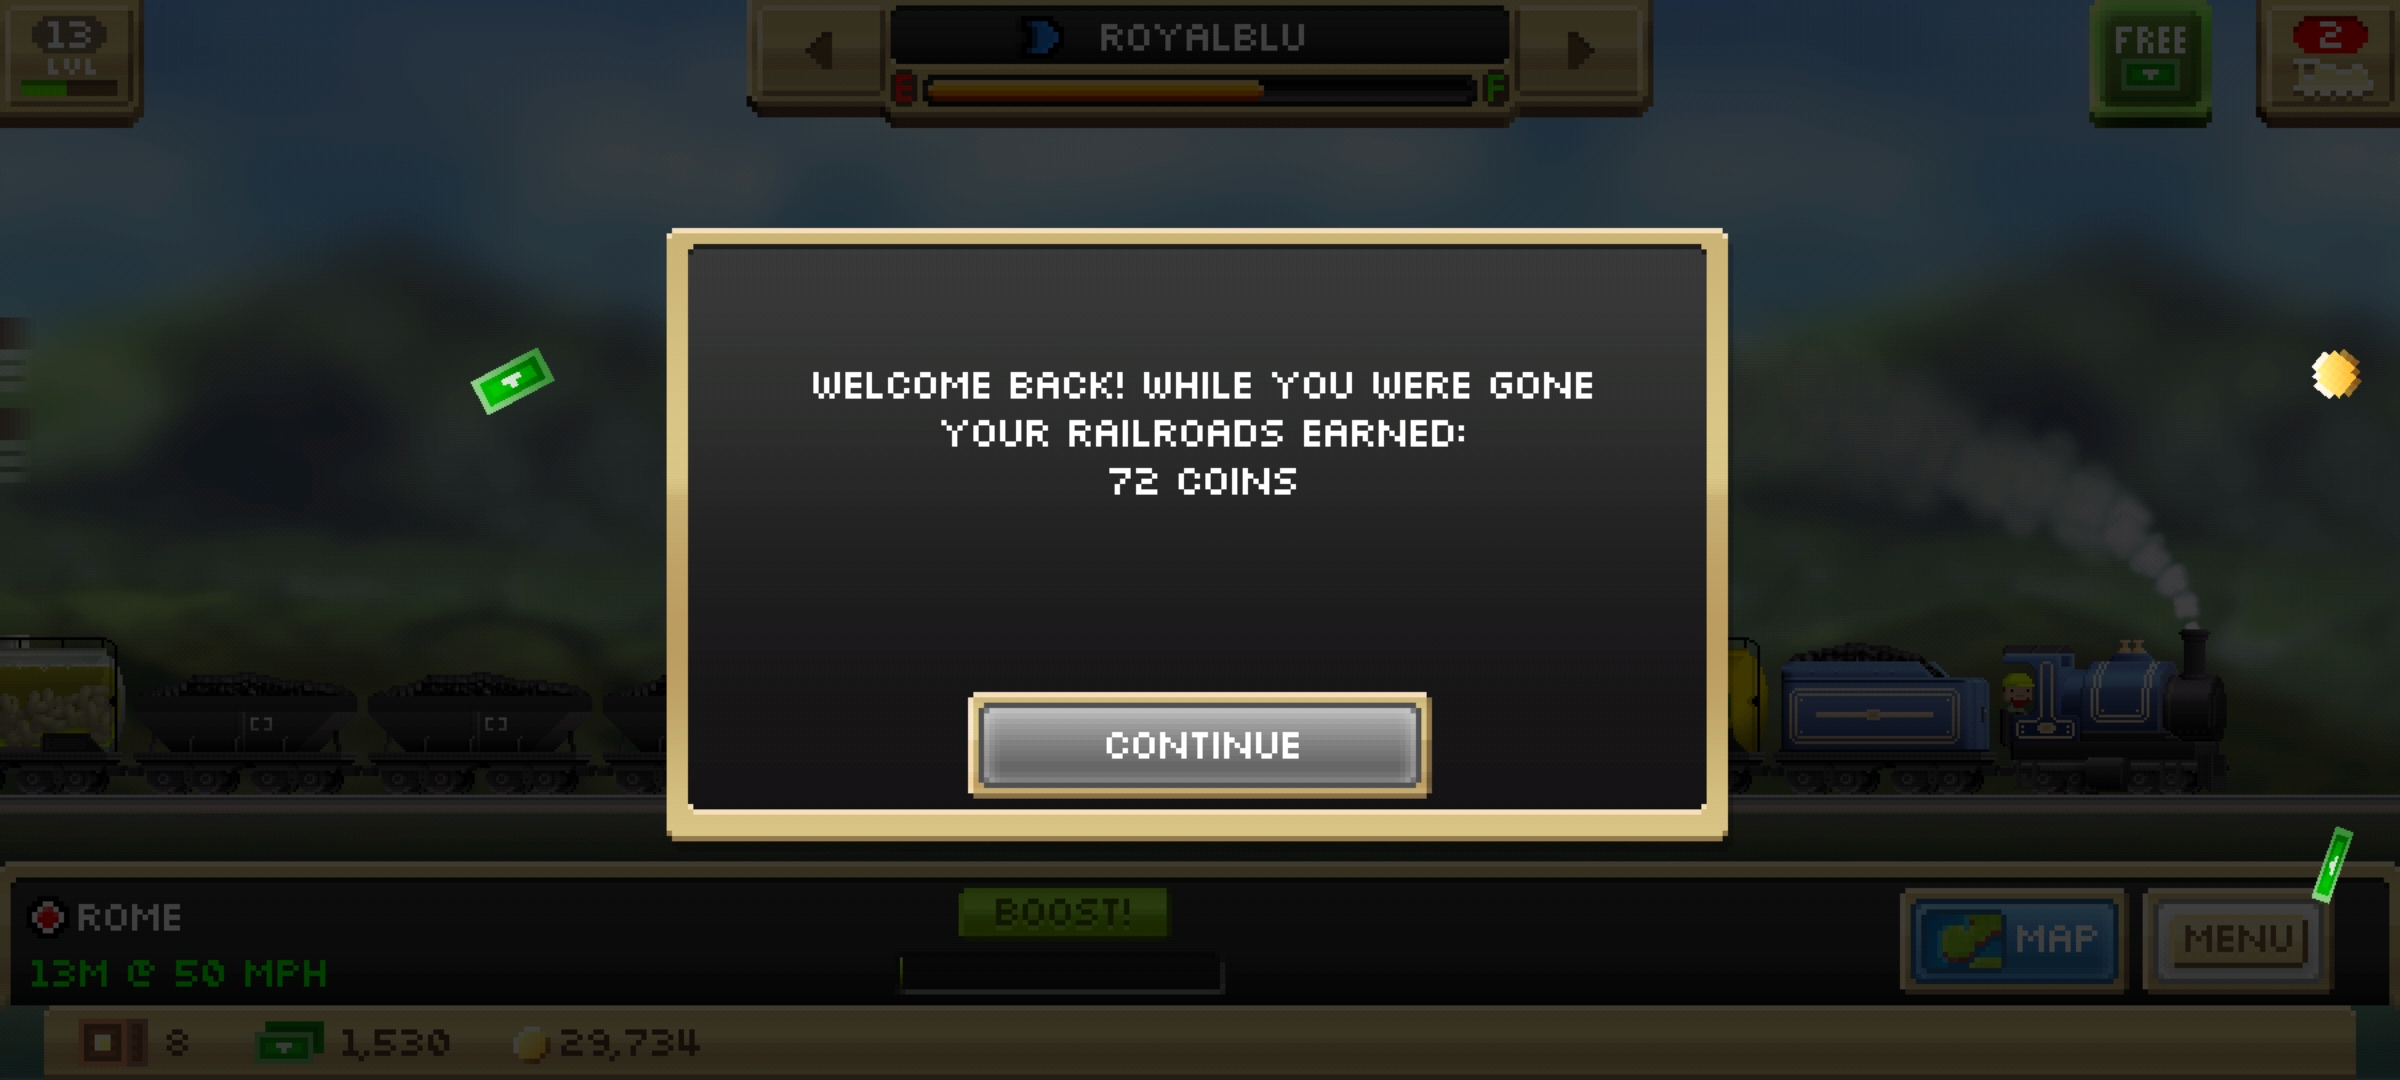 13
LVL
ROYALBLU
E
F
FREE
2
WELCOME BACK! WHILE YOU WERE GONE
YOUR RAILROADS EARNED:
72 COINS
CONTINUE
ROME
13M @ 50 MPH
BOOST!
MAP
MENU
8
1,530
29,734